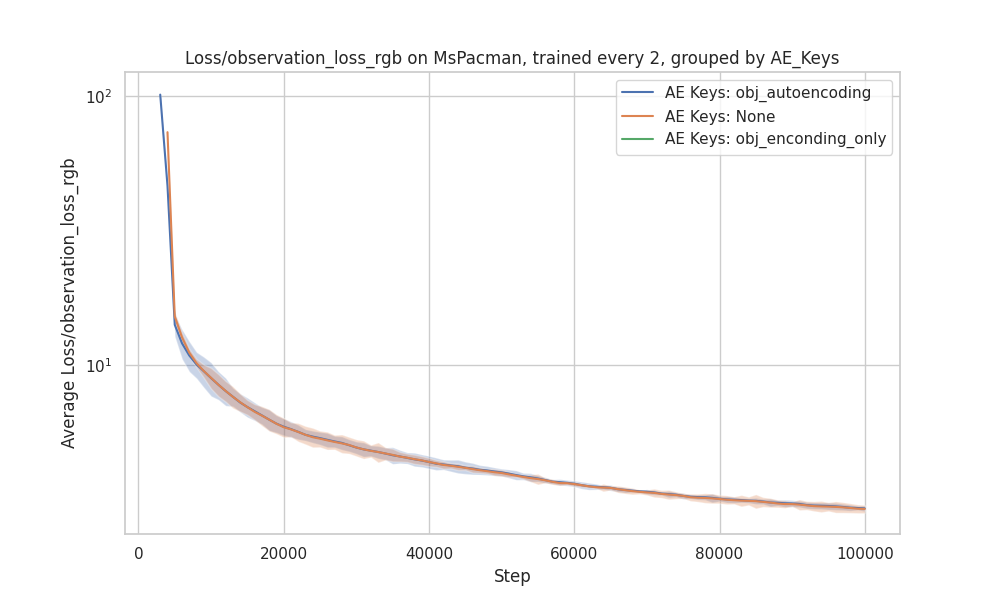 Loss/observation_loss_rgb on MsPacman, trained every 2, grouped by AE_Keys
10²
AE Keys: obj_autoencoding
AE Keys: None
AE Keys: obj_enconding_only
Average Loss/observation_loss_rgb
10¹
0 20000 40000 60000 80000 100000
Step